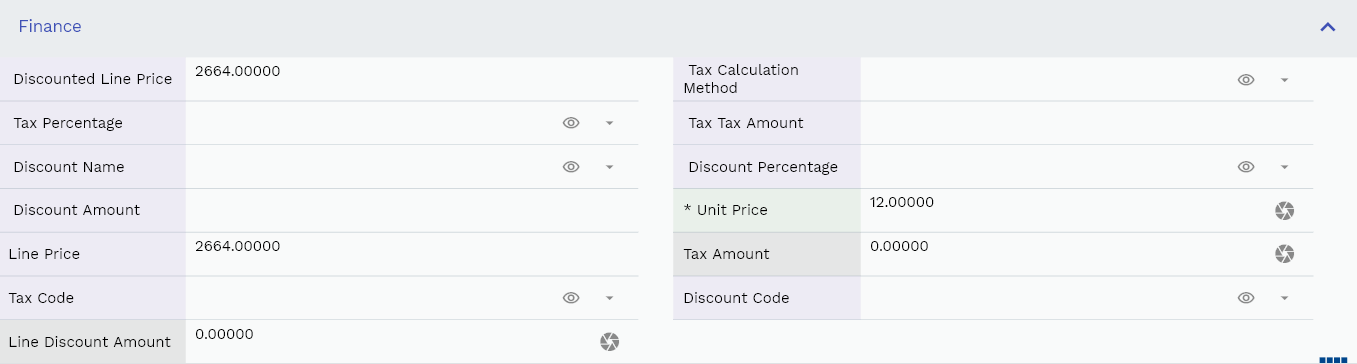 Finance
Discounted Line Price 2664.00000
Tax Calculation
Method
Tax Percentage
Tax Tax Amount
Discount Name
Discount Percentage
Discount Amount
* Unit Price 12.00000
Line Price 2664.00000
Tax Amount 0.00000
Tax Code
Discount Code
Line Discount Amount 0.00000